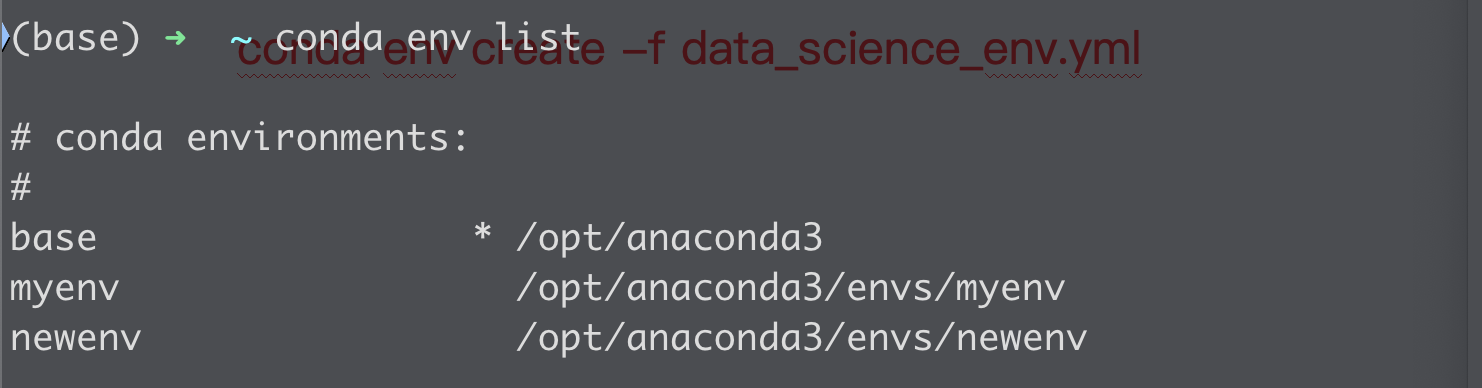 (base) ➜ ~ conda env list
conda env create -f data_science_env.yml
# conda environments:
#
base * /opt/anaconda3
myenv /opt/anaconda3/envs/myenv
newenv /opt/anaconda3/envs/newenv